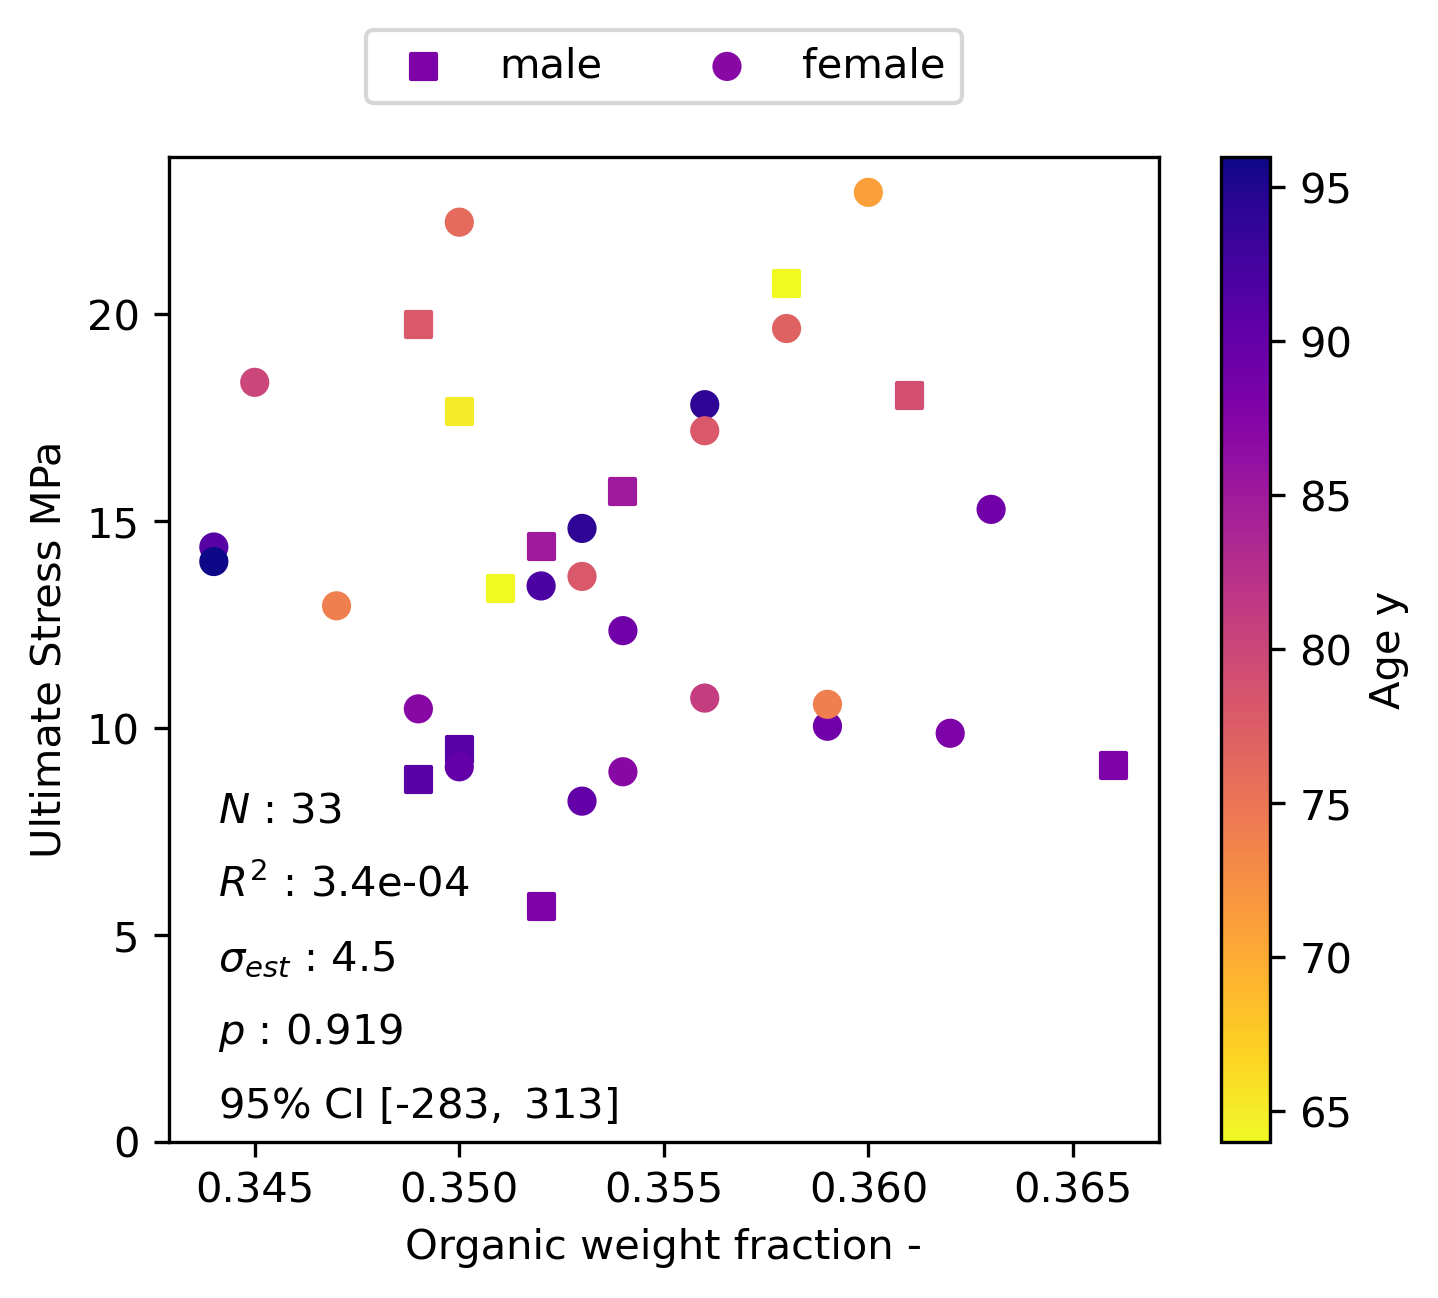 male female
20
15
10
5
0
Ultimate Stress MPa
N : 33
R² : 3.4e-04
σest : 4.5
p : 0.919
95% CI [-283, 313]
0.345 0.350 0.355 0.360 0.365
Organic weight fraction -
95
90
85
80
75
70
65
Age y